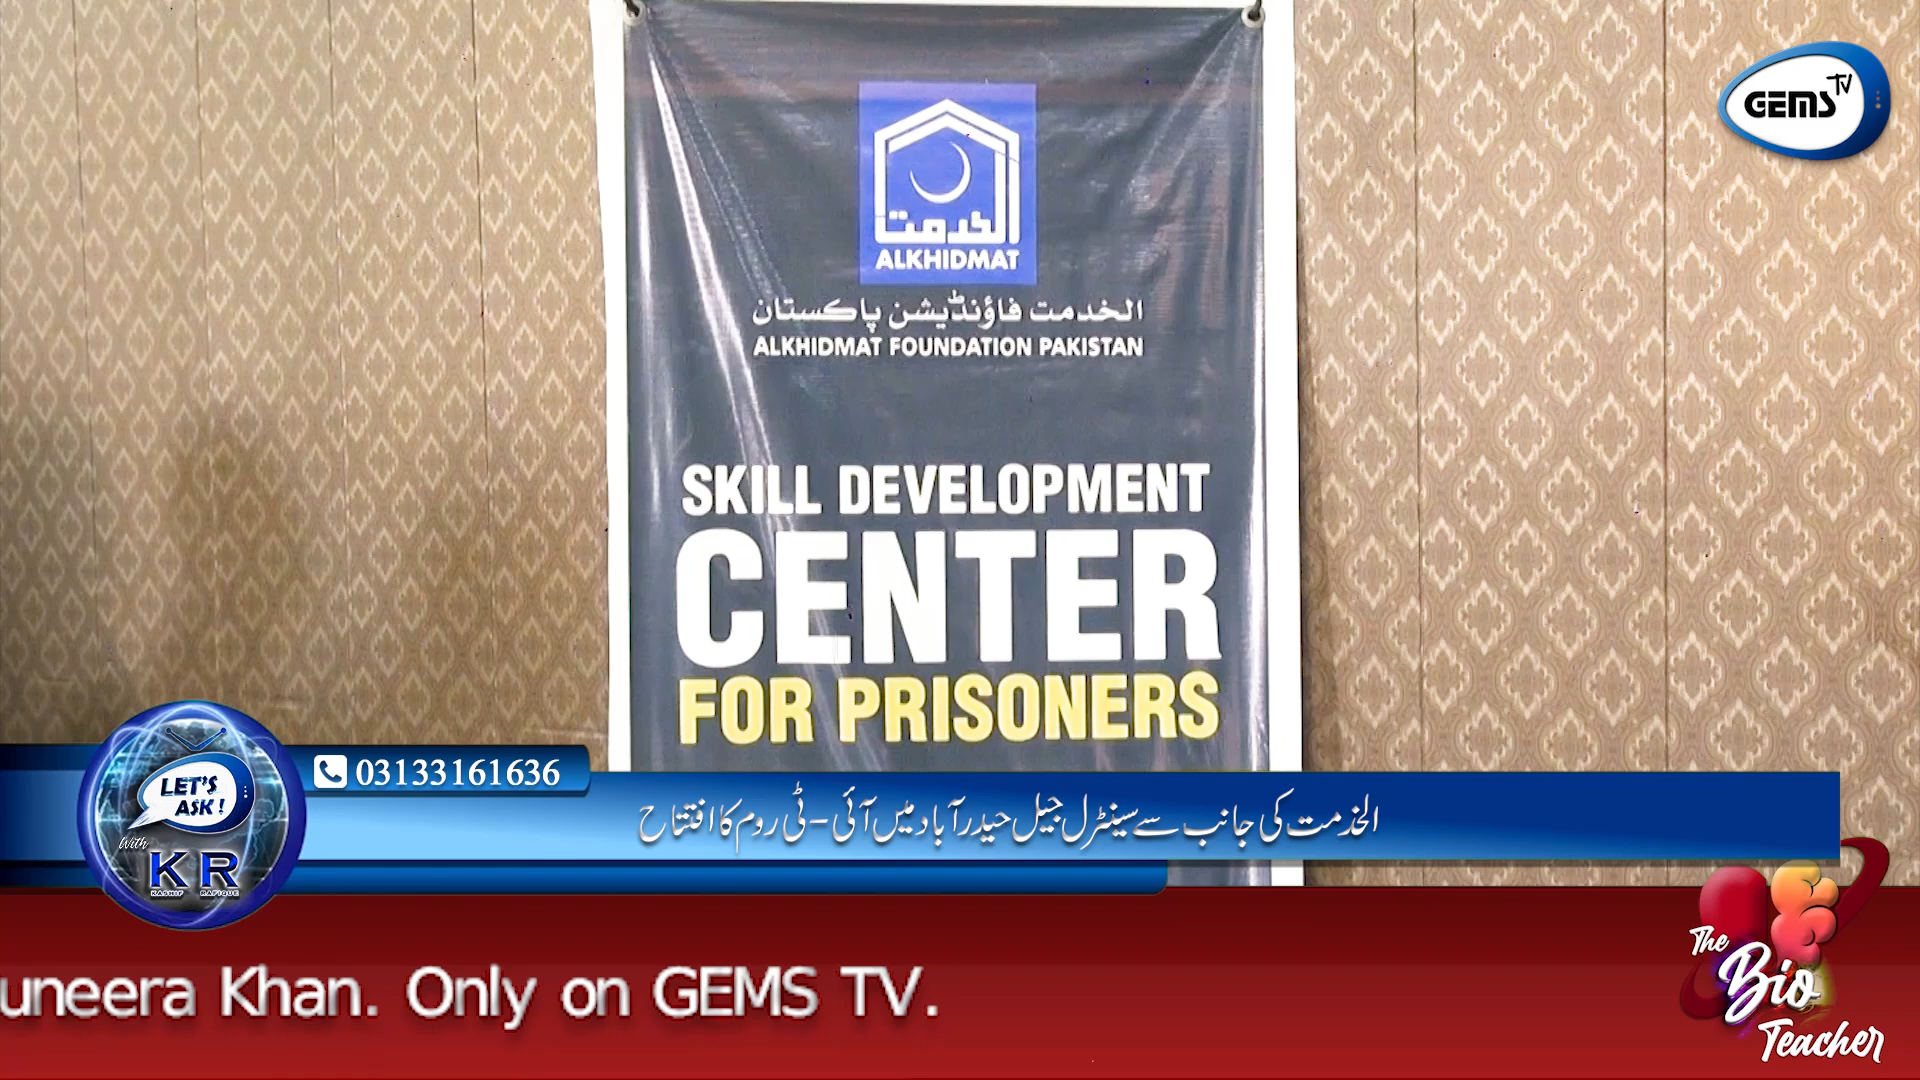 GEMS TV
الخدمت
ALKHIDMAT
الخدمت فاؤنڈیشن پاکستان
ALKHIDMAT FOUNDATION PAKISTAN
SKILL DEVELOPMENT
CENTER
FOR PRISONERS
03133161636
LET'S
ASK!
With
K R
KASHIF RAFIQUE
الخدمت کی جانب سے سینٹرل جیل حیدرآباد میں آئی-ٹی روم کا افتتاح
uneera Khan. Only on GEMS TV.
The
Bio
Teacher